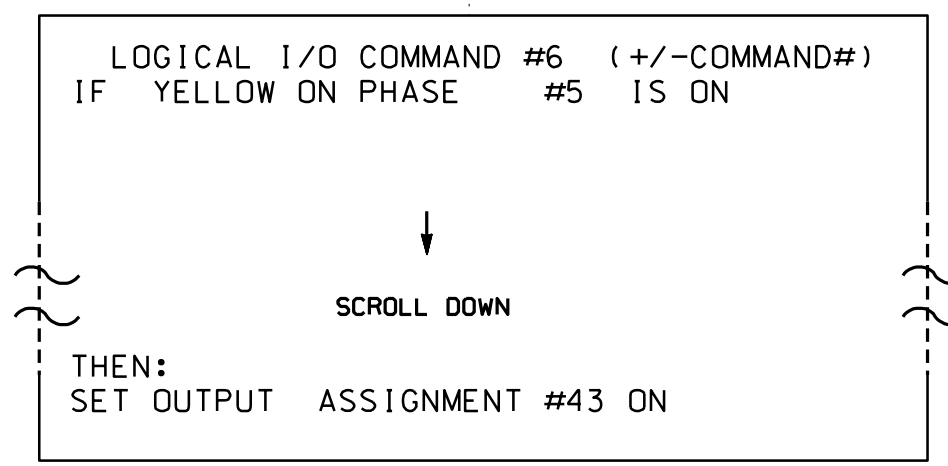 LOGICAL I/O COMMAND #6 (+/-COMMAND#)
IF YELLOW ON PHASE #5 IS ON
SCROLL DOWN
THEN:
SET OUTPUT ASSIGNMENT #43 ON